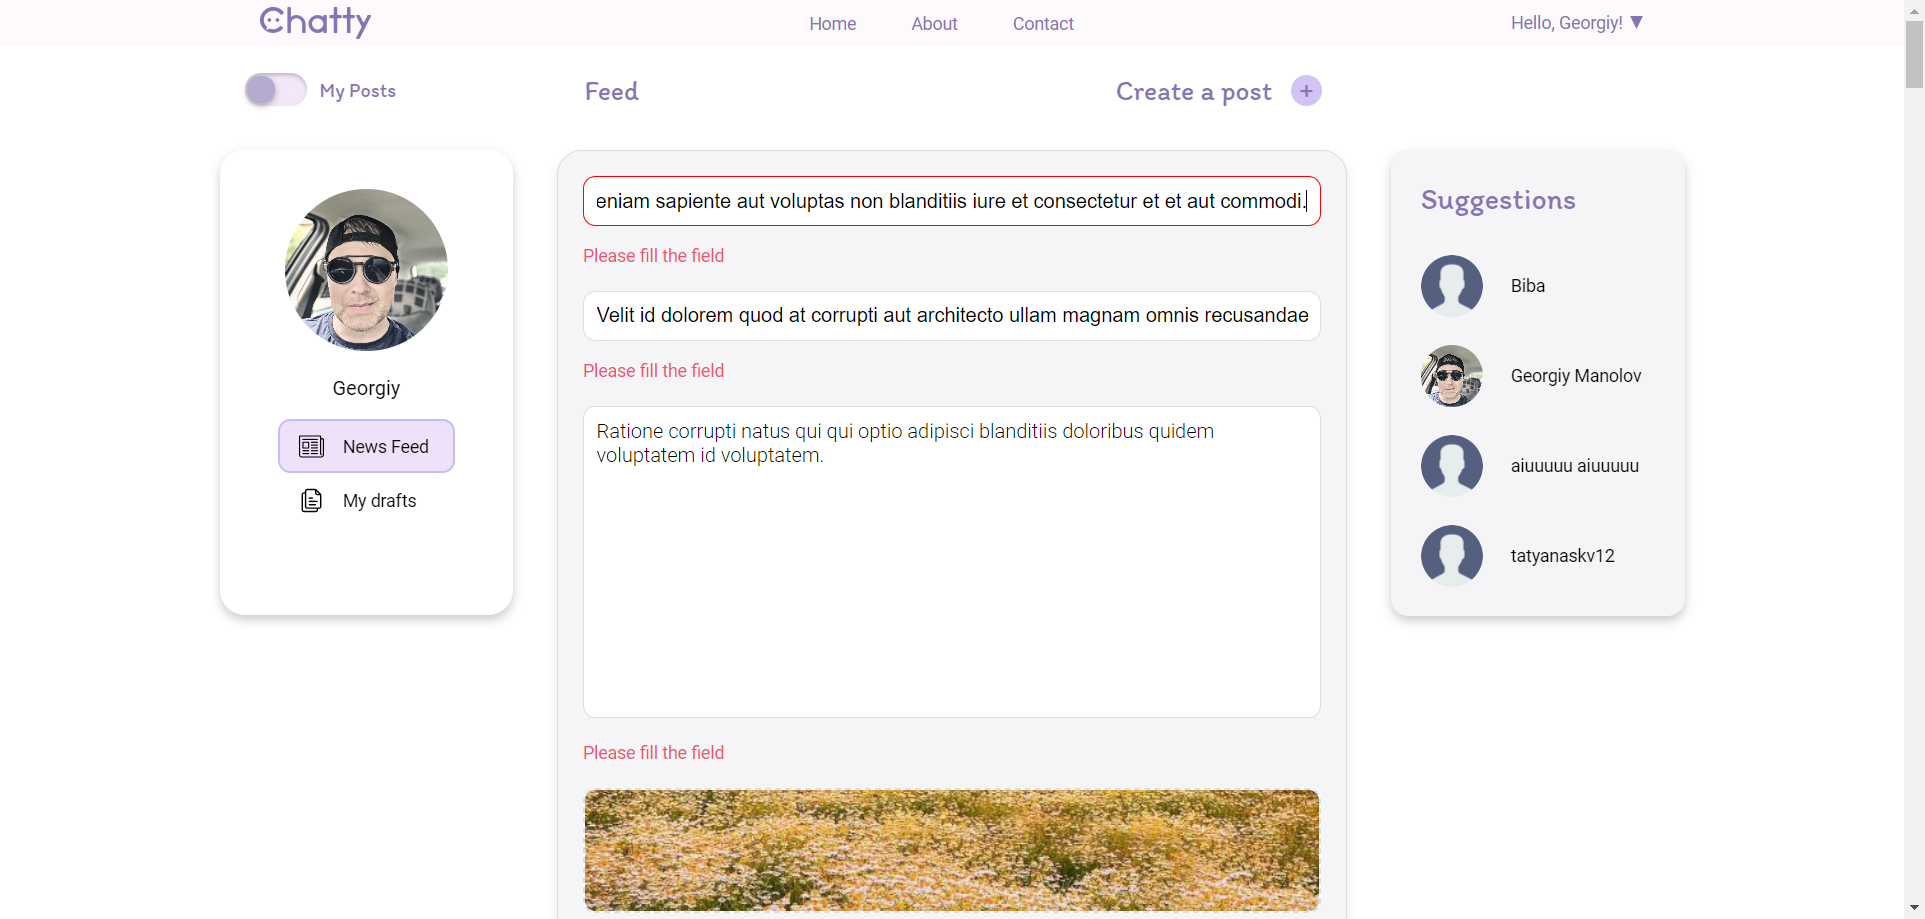 Chatty
Home
About
Contact
Hello, Georgiy! ▼
My Posts
Feed
Create a post +
Georgiy
News Feed
My drafts
eniam sapiente aut voluptas non blanditiis iure et consectetur et et aut commodi.
Please fill the field
Velit id dolorem quod at corrupti aut architecto ullam magnam omnis recusandae
Please fill the field
Ratione corrupti natus qui qui optio adipisci blanditiis doloribus quidem
voluptatem id voluptatem.
Please fill the field
Suggestions
Biba
Georgiy Manolov
aiuuuuu aiuuuuu
tatyanaskv12